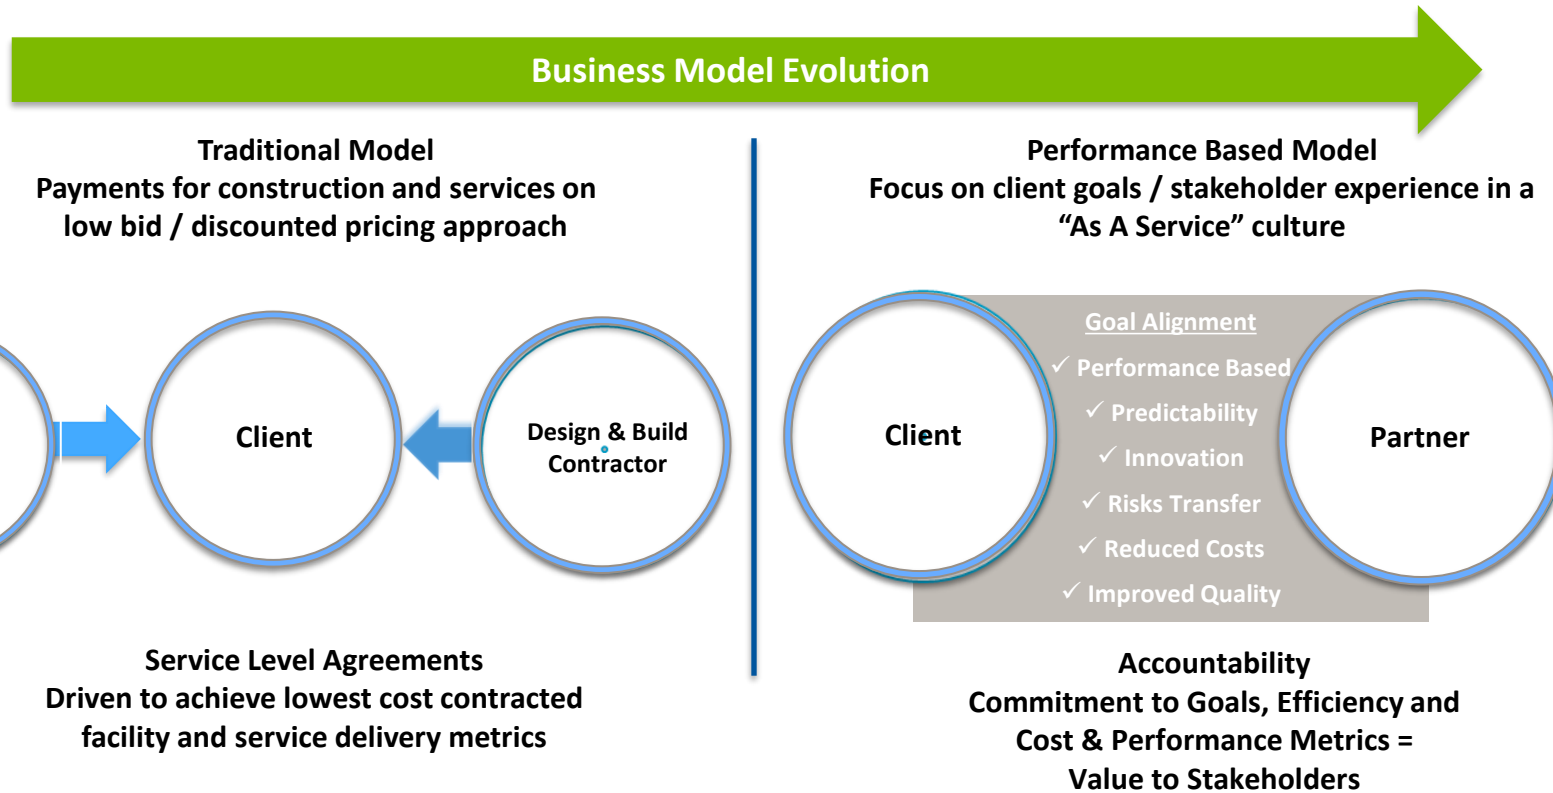 Business Model Evolution
Traditional Model
Payments for construction and services on
low bid / discounted pricing approach
Client
Design & Build
Contractor
Service Level Agreements
Driven to achieve lowest cost contracted
facility and service delivery metrics
Performance Based Model
Focus on client goals / stakeholder experience in a
“As A Service” culture
Client
Goal Alignment
✓ Performance Based
✓ Predictability
✓ Innovation
✓ Risks Transfer
✓ Reduced Costs
✓ Improved Quality
Partner
Accountability
Commitment to Goals, Efficiency and
Cost & Performance Metrics =
Value to Stakeholders